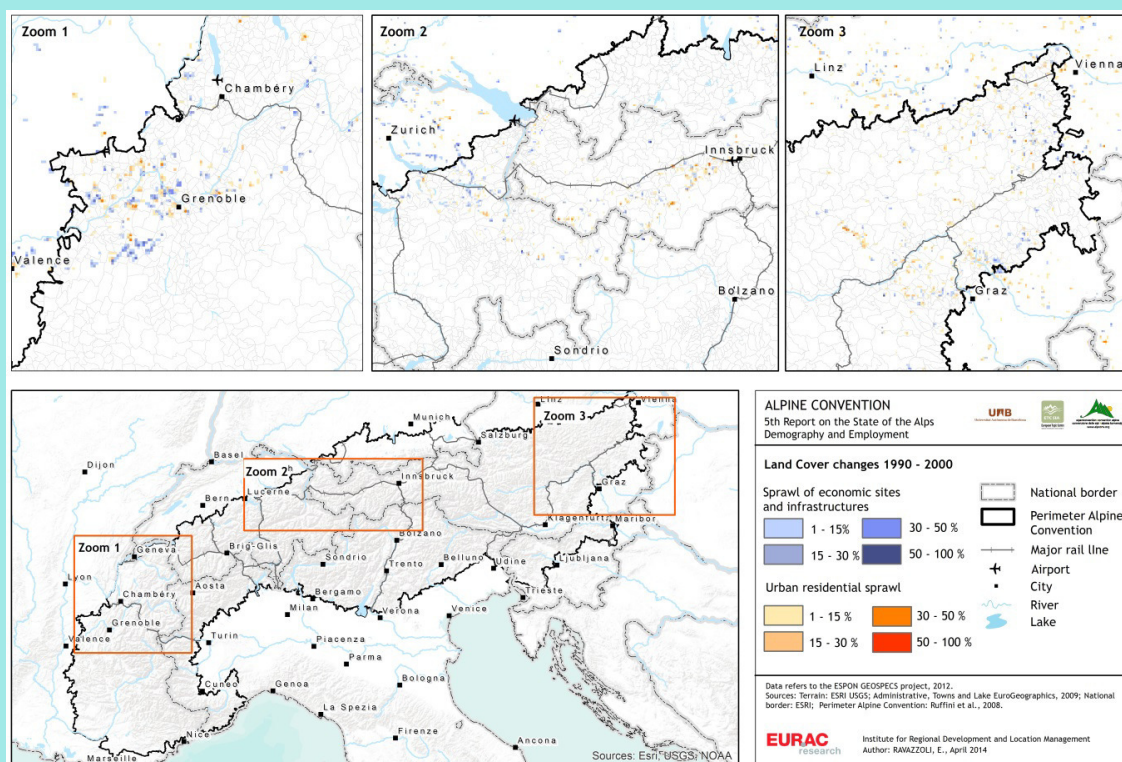 Zoom 1
Chambéry
Grenoble
Valence
Zoom 2
Zurich
Innsbruck
Bolzano
Sondrio
Zoom 3
Linz
Vienna
Graz
Linz
Vienna
Zoom 3
Munich
Salzburg
Basel
Zoom 2
Dijon
Innsbruck
Bern
Lucerne
Graz
Klagenfurt
Maribor
Zoom 1
Bolzano
Geneva
Brig-Glis
Sóndrio
Belluno
Ljubljana
Trento
Udine
Lyon
Aosta
Chambéry
Bergamo
Trieste
Milan
Venice
Verona
Grenoble
Valence
Turin
Piacenza
Parma
Bologna
Cuneo
Genoa
La Spezia
Nice
Firenze
Ancona
Marseille
Sources: Esri, USGS, NOAA
ALPINE CONVENTION
5th Report on the State of the Alps
Demography and Employment
Land Cover changes 1990 - 2000
Sprawl of economic sites
and infrastructures
1 - 15%
30 - 50 %
15 - 30 %
50 - 100 %
Urban residential sprawl
1 - 15 %
30 - 50 %
15 - 30 %
50 - 100 %
National border
Perimeter Alpine
Convention
Major rail line
Airport
City
River
Lake
Data refers to the ESPON GEOSPECS project, 2012.
Sources: Terrain: ESRI USGS; Administrative, Towns and Lake EuroGeographics, 2009; National
border: ESRI; Perimeter Alpine Convention: Ruffini et al., 2008.
EURAC
research
Institute for Regional Development and Location Management
Author: RAVAZZOLI, E., April 2014